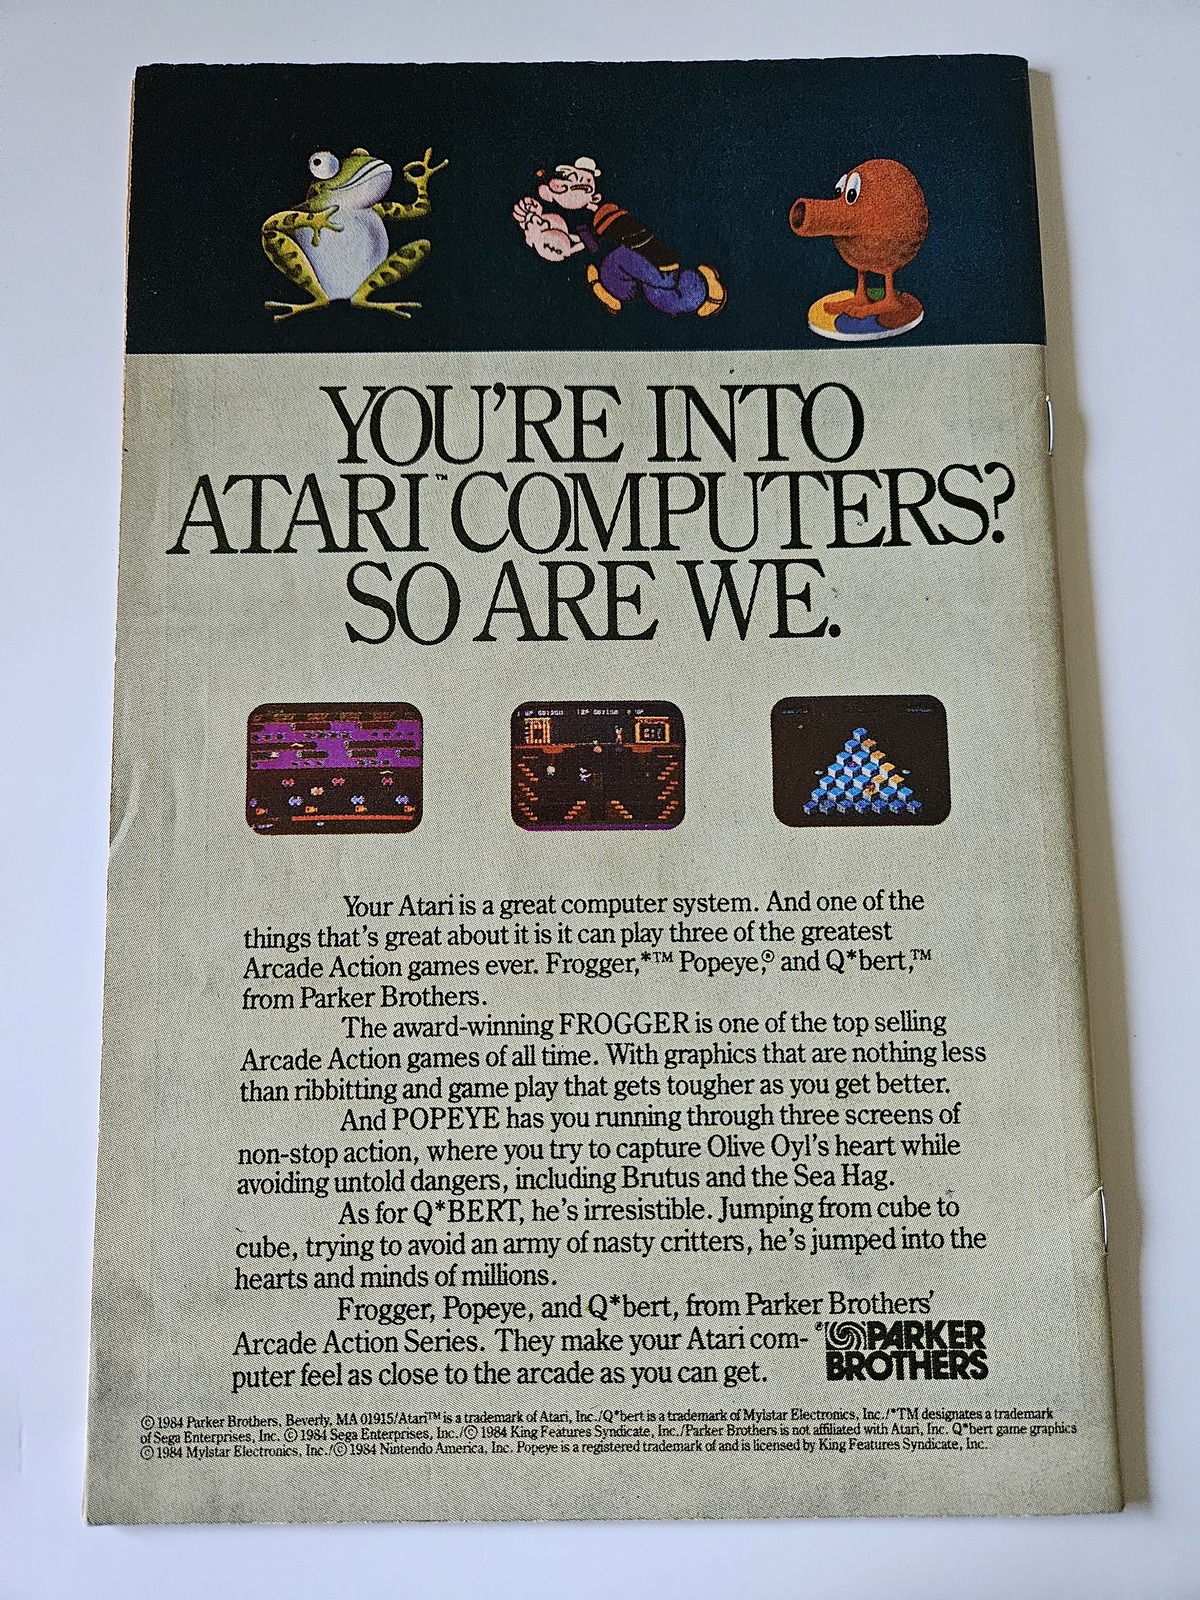 YOU'RE INTO
ATARI™ COMPUTERS?
SO ARE WE.
Your Atari is a great computer system. And one of the
things that's great about it is it can play three of the greatest
Arcade Action games ever. Frogger,*™ Popeye,® and Q*bert,™
from Parker Brothers.
The award-winning FROGGER is one of the top selling
Arcade Action games of all time. With graphics that are nothing less
than ribbitting and game play that gets tougher as you get better.
And POPEYE has you running through three screens of
non-stop action, where you try to capture Olive Oyl's heart while
avoiding untold dangers, including Brutus and the Sea Hag.
As for Q*BERT, he's irresistible. Jumping from cube to
cube, trying to avoid an army of nasty critters, he's jumped into the
hearts and minds of millions.
Frogger, Popeye, and Q*bert, from Parker Brothers'
Arcade Action Series. They make your Atari com-
puter feel as close to the arcade as you can get.
PARKER
BROTHERS
©1984 Parker Brothers, Beverly, MA 01915/Atari™ is a trademark of Atari, Inc./Q*bert is a trademark of Mylstar Electronics, Inc./*TM designates a trademark
of Sega Enterprises, Inc. ©1984 Sega Enterprises, Inc./© 1984 King Features Syndicate, Inc./Parker Brothers is not affiliated with Atari, Inc. Q*bert game graphics
© 1984 Mylstar Electronics, Inc./© 1984 Nintendo America, Inc. Popeye is a registered trademark of and is licensed by King Features Syndicate, Inc.